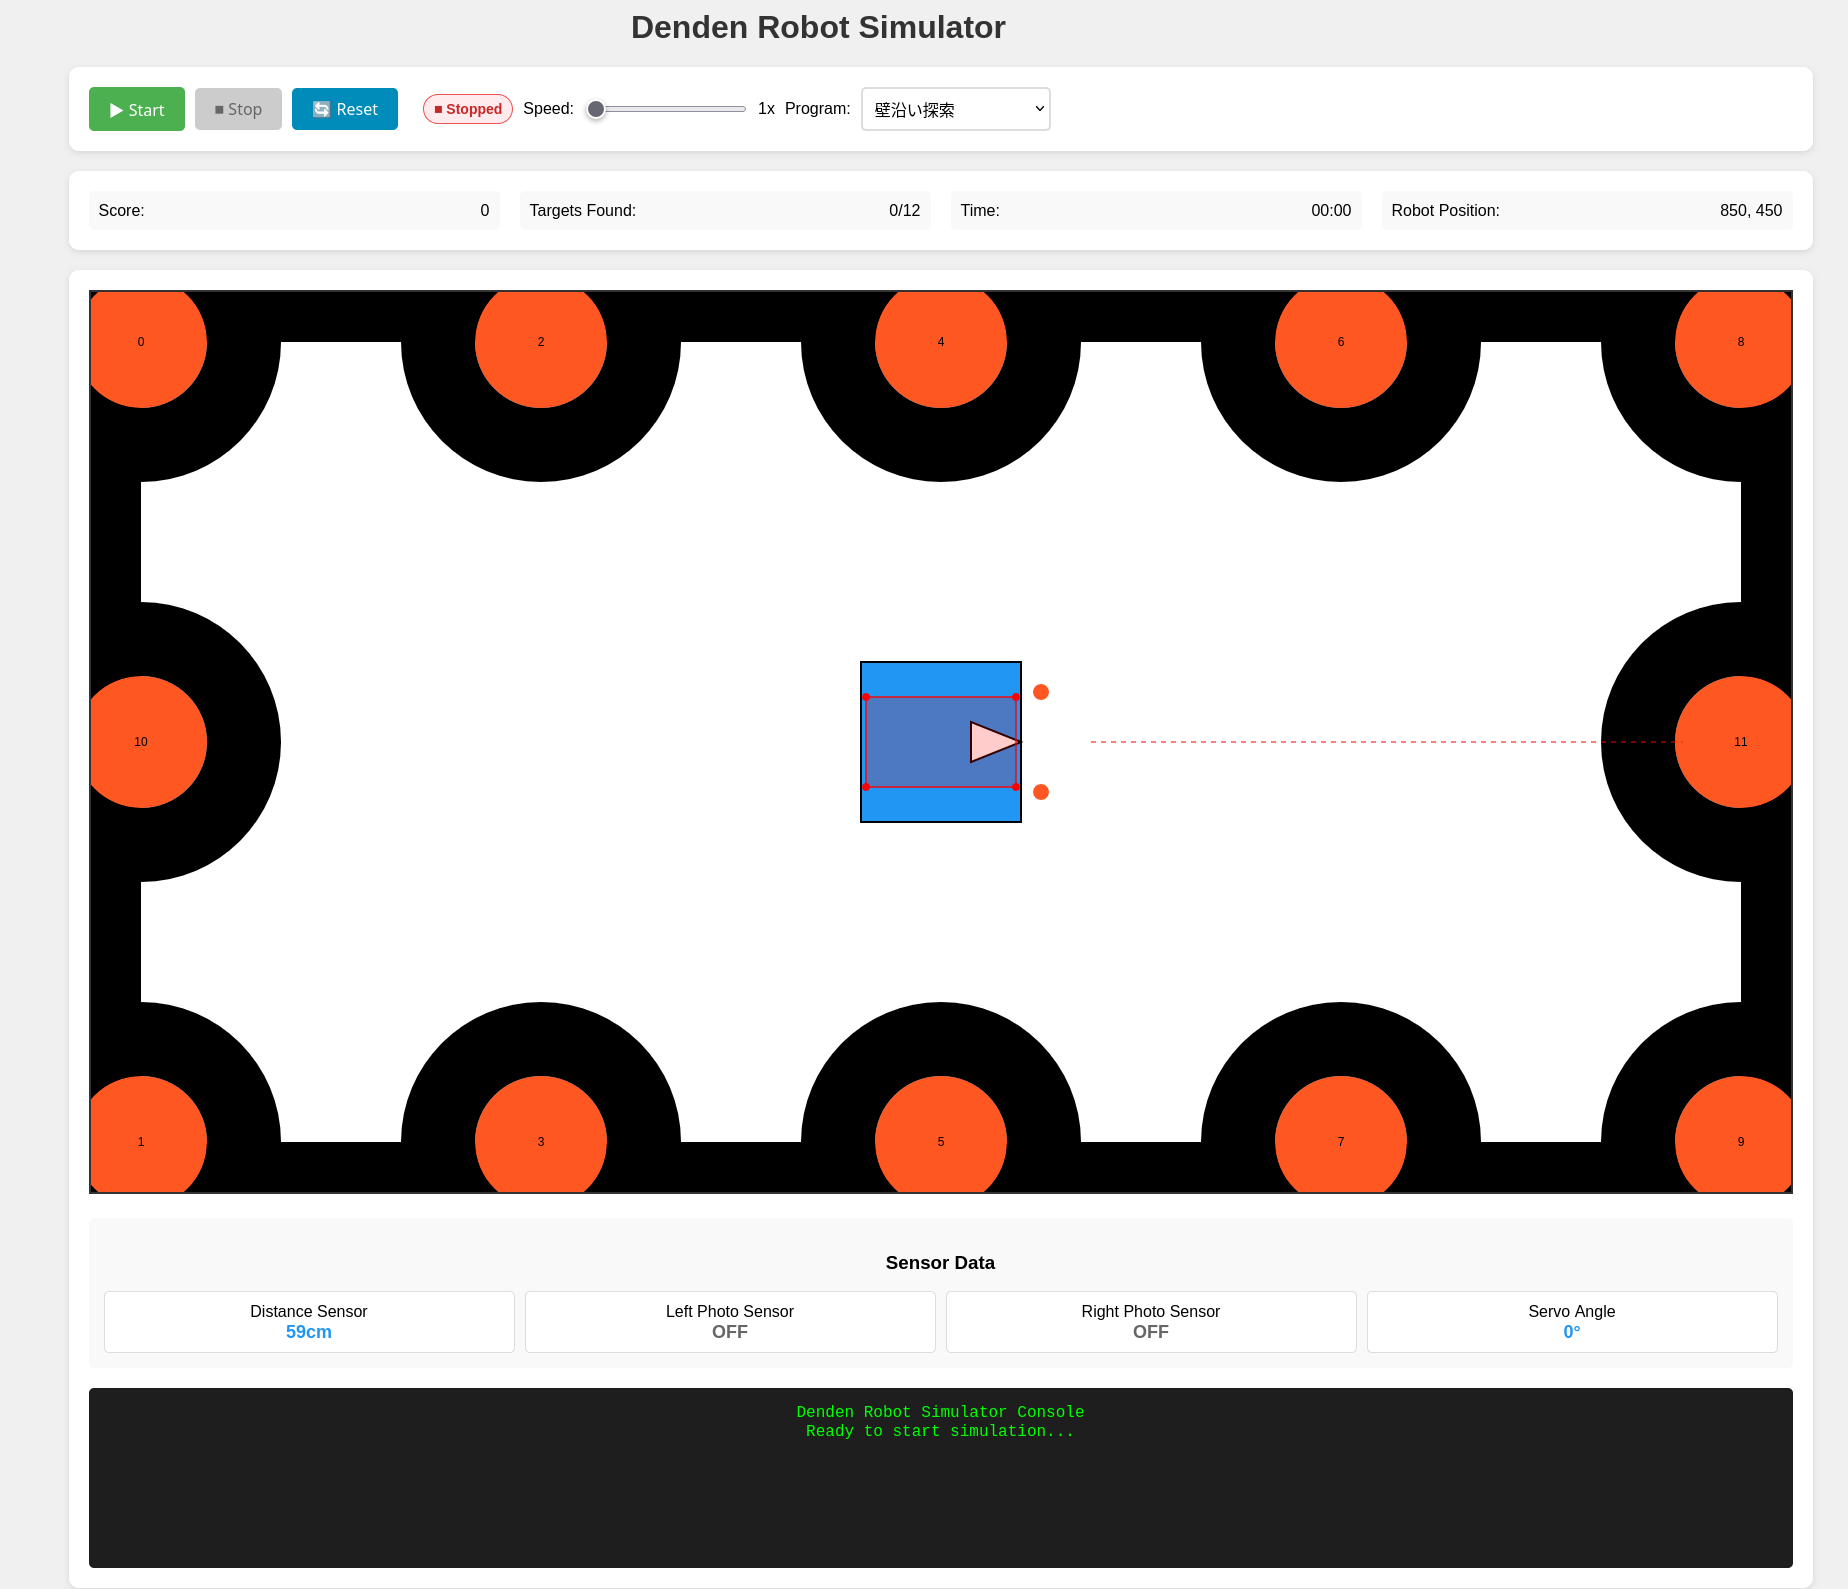 Denden Robot Simulator
▶ Start
■ Stop
🔄 Reset
■ Stopped
Speed:
1x
Program:
壁沿い探索
Score:
0
Targets Found:
0/12
Time:
00:00
Robot Position:
850, 450
0
2
4
6
8
10
11
1
3
5
7
9
Sensor Data
Distance Sensor
59cm
Left Photo Sensor
OFF
Right Photo Sensor
OFF
Servo Angle
0°
Denden Robot Simulator Console
Ready to start simulation...